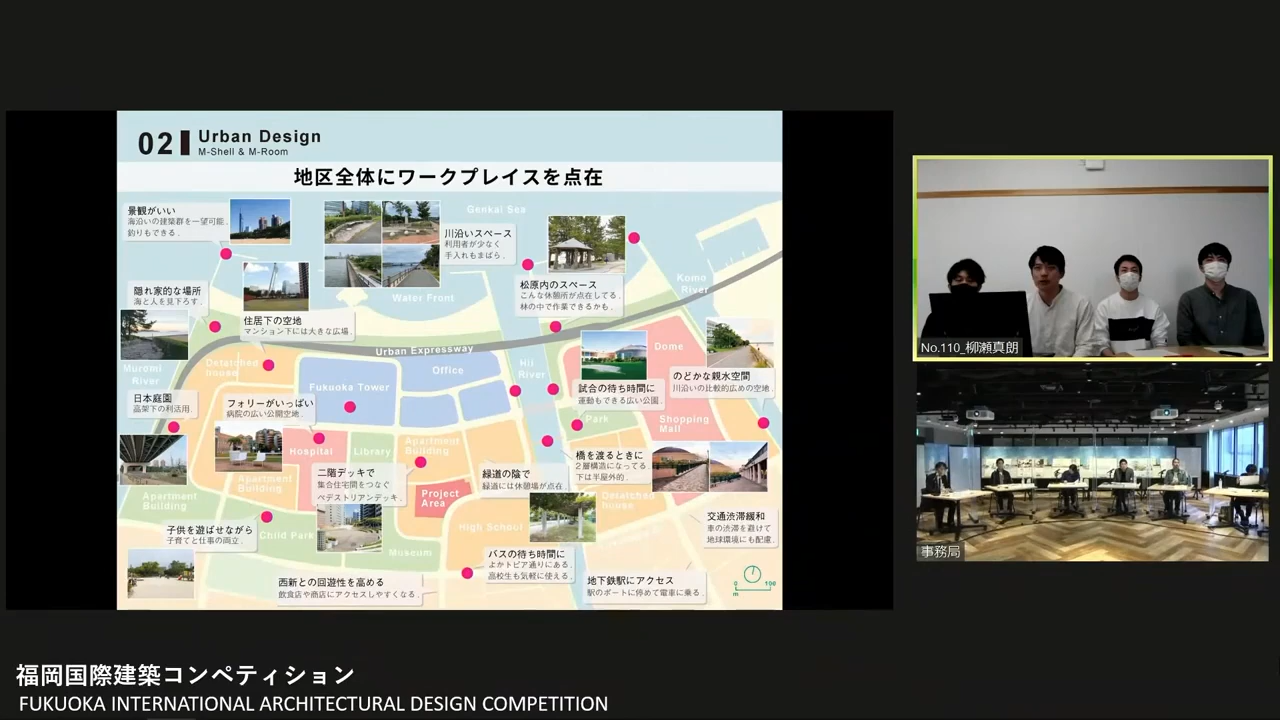 02 Urban Design
M-Shell & M-Room
地区全体にワークプレイスを点在
景観がいい
海沿いの建築群を一望可能.
釣りもできる.
Genkai Sea
川沿いスペース
利用者が少なく
手入れもまばら.
隠れ家的な場所
海と人を見下ろす.
住居下の空地
マンション下には大きな広場.
Water Front
松原内のスペース
こんな休憩所が点在してる.
林の中で作業できるかも.
Komo
River
Urban Expressway
Muromi
River
Detatched
house
Fukuoka Tower
Office
Hii
River
Dome
試合の待ち時間に
運動もできる広い公園.
のどかな親水空間
川沿いの比較的広めの空地.
日本庭園
高架下の利活用.
フォリーがいっぱい
病院の広い公開空地.
Park
Shopping
Mall
Hospital
Library
Apartment
Building
橋を渡るときに
２層構造になってる.
下は半屋外的.
二階デッキで
集合住宅間をつなぐ
ペデストリアンデッキ.
緑道の陰で
緑道には休憩場が点在.
Apartment
Building
Apartment
Building
Project
Area
Detatched
house
子供を遊ばせながら
子育てと仕事の両立.
Child Park
High School
交通渋滞緩和
車の渋滞を避けて
地球環境にも配慮.
Museum
バスの待ち時間に
よかトピア通りにある.
高校生も気軽に使える.
西新との回遊性を高める
飲食店や商店にアクセスしやすくなる.
地下鉄駅にアクセス
駅のポートに停めて電車に乗る.
0 100
m
No.110_柳瀬真朗
事務局
福岡国際建築コンペティション
FUKUOKA INTERNATIONAL ARCHITECTURAL DESIGN COMPETITION